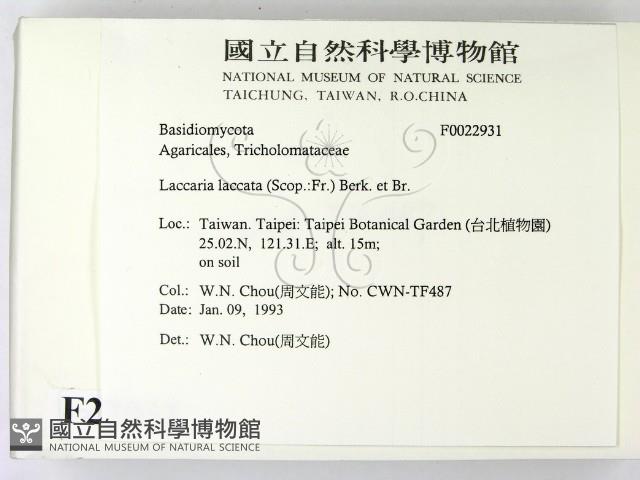 國立自然科學博物館
NATIONAL MUSEUM OF NATURAL SCIENCE
TAICHUNG, TAIWAN, R.O.CHINA
Basidiomycota F0022931
Agaricales, Tricholomataceae
Laccaria laccata (Scop.:Fr.) Berk. et Br.
Loc.: Taiwan. Taipei: Taipei Botanical Garden (台北植物園)
25.02.N, 121.31.E; alt. 15m;
on soil
Col.: W.N. Chou(周文能); No. CWN-TF487
Date: Jan. 09, 1993
Det.: W.N. Chou(周文能)
F2
國立自然科學博物館
NATIONAL MUSEUM OF NATURAL SCIENCE